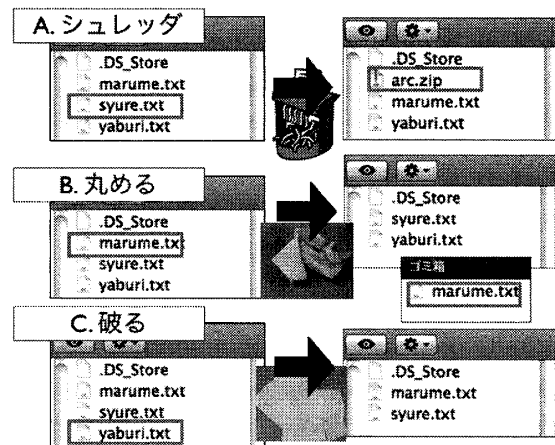 A. シュレッダ
.DS_Store
marume.txt
syure.txt
yaburi.txt
.DS_Store
arc.zip
marume.txt
yaburi.txt
B. 丸める
.DS_Store
marume.txt
syure.txt
yaburi.txt
.DS_Store
syure.txt
yaburi.txt
ゴミ箱
marume.txt
C. 破る
.DS_Store
marume.txt
syure.txt
yaburi.txt
.DS_Store
marume.txt
syure.txt